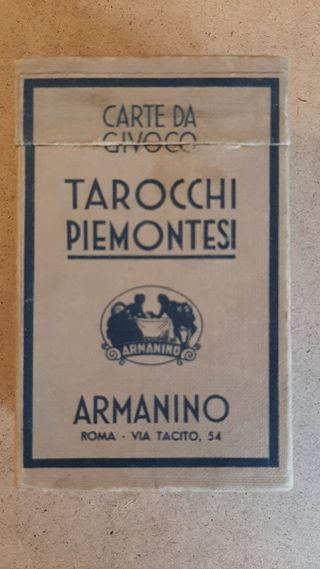 CARTE DA
GIVOCO
TAROCCHI
PIEMONTESI
ARMANINO
ARMANINO
ROMA - VIA TACITO, 54